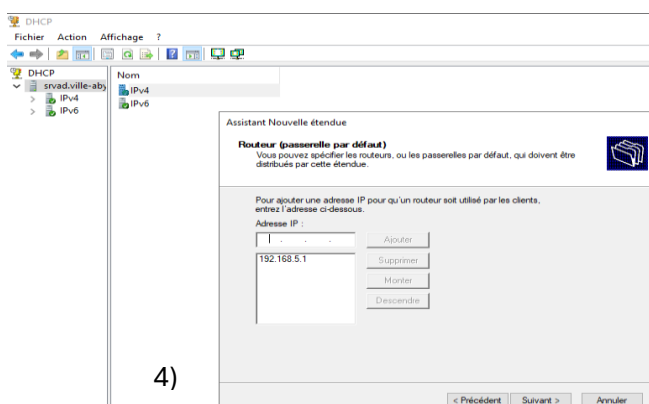 DHCP
Fichier Action Affichage ?
DHCP
srvad.ville-aby
IPv4
IPv6
Nom
IPv4
IPv6
Assistant Nouvelle étendue
Routeur (passerelle par défaut)
Vous pouvez spécifier les routeurs, ou les passerelles par défaut, qui doivent être
distribués par cette étendue.
Pour ajouter une adresse IP pour qu'un routeur soit utilisé par les clients,
entrez l'adresse ci-dessous.
Adresse IP :
. . .
Ajouter
192.168.5.1
Supprimer
Monter
Descendre
4)
< Précédent Suivant > Annuler